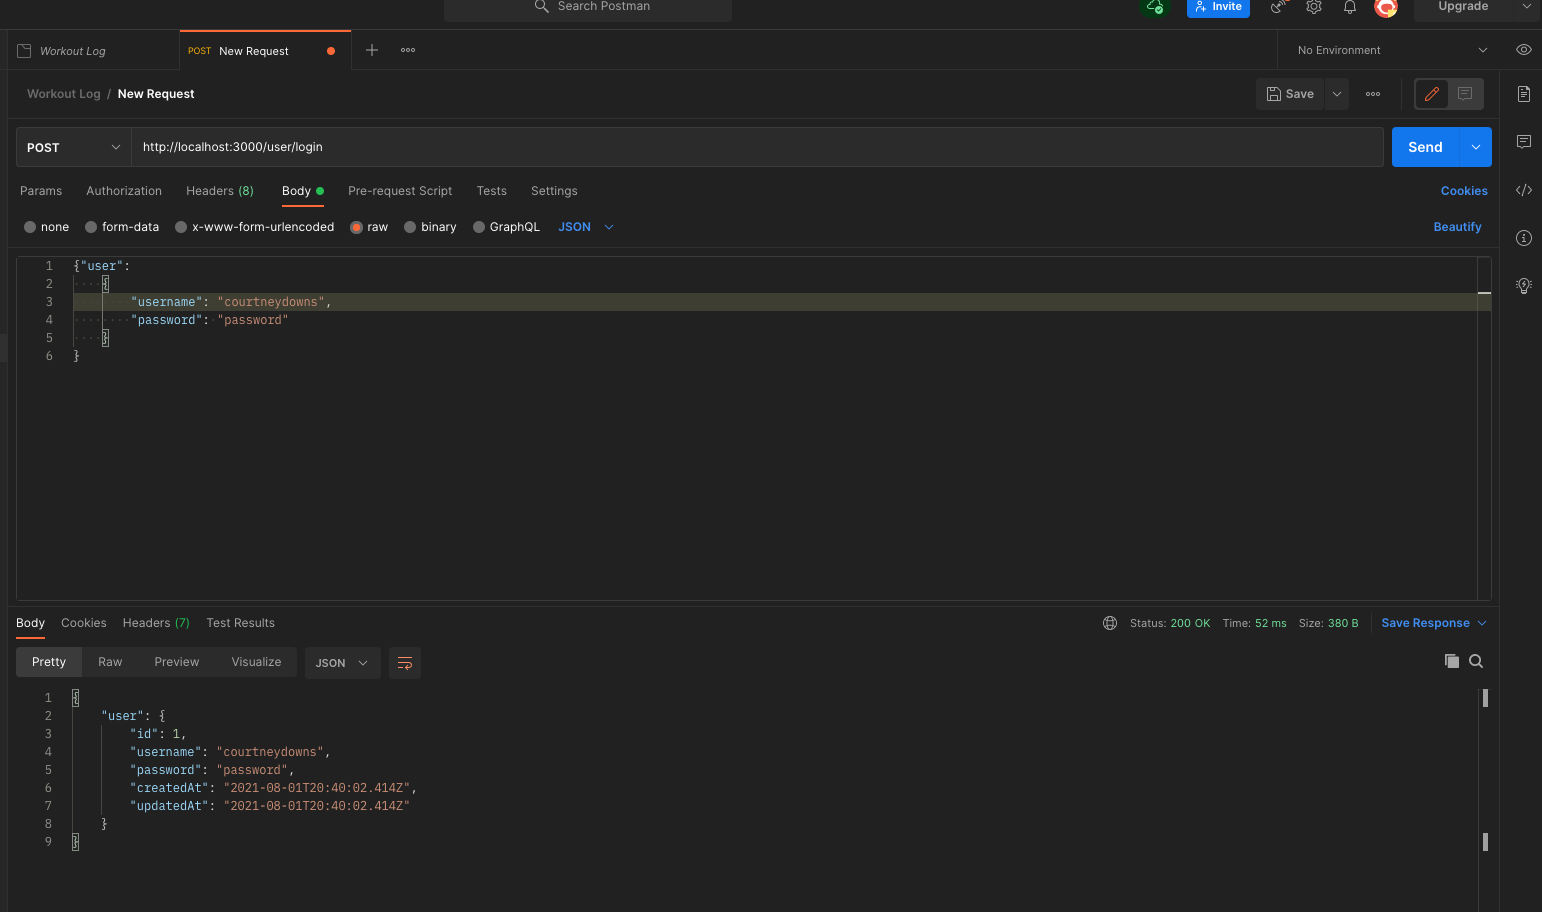 Search Postman
Invite
Upgrade
Workout Log
POST New Request
No Environment
Workout Log / New Request
Save
POST
http://localhost:3000/user/login
Send
Params Authorization Headers (8) Body Pre-request Script Tests Settings
Cookies
none form-data x-www-form-urlencoded raw binary GraphQL JSON
Beautify
1 {"user":
2 {
3 "username": "courtneydowns",
4 "password": "password"
5 }
6 }
Body Cookies Headers (7) Test Results
Status: 200 OK Time: 52 ms Size: 380 B Save Response
Pretty Raw Preview Visualize JSON
1 {
2 "user": {
3 "id": 1,
4 "username": "courtneydowns",
5 "password": "password",
6 "createdAt": "2021-08-01T20:40:02.414Z",
7 "updatedAt": "2021-08-01T20:40:02.414Z"
8 }
9 }